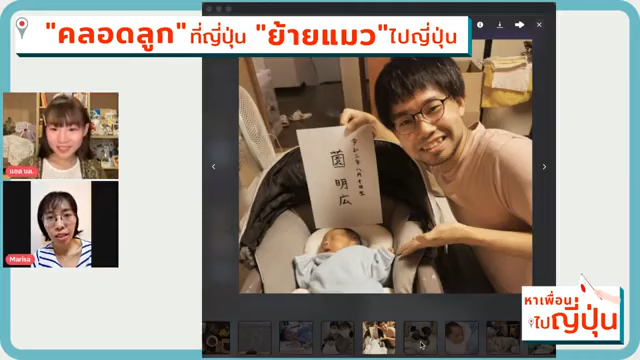 "คลอดลูก" ที่ญี่ปุ่น "ย้ายแมว" ไปญี่ปุ่น
茵 明広
แอล นภ.
Marisa
หาเพื่อน
ไปญี่ปุ่น